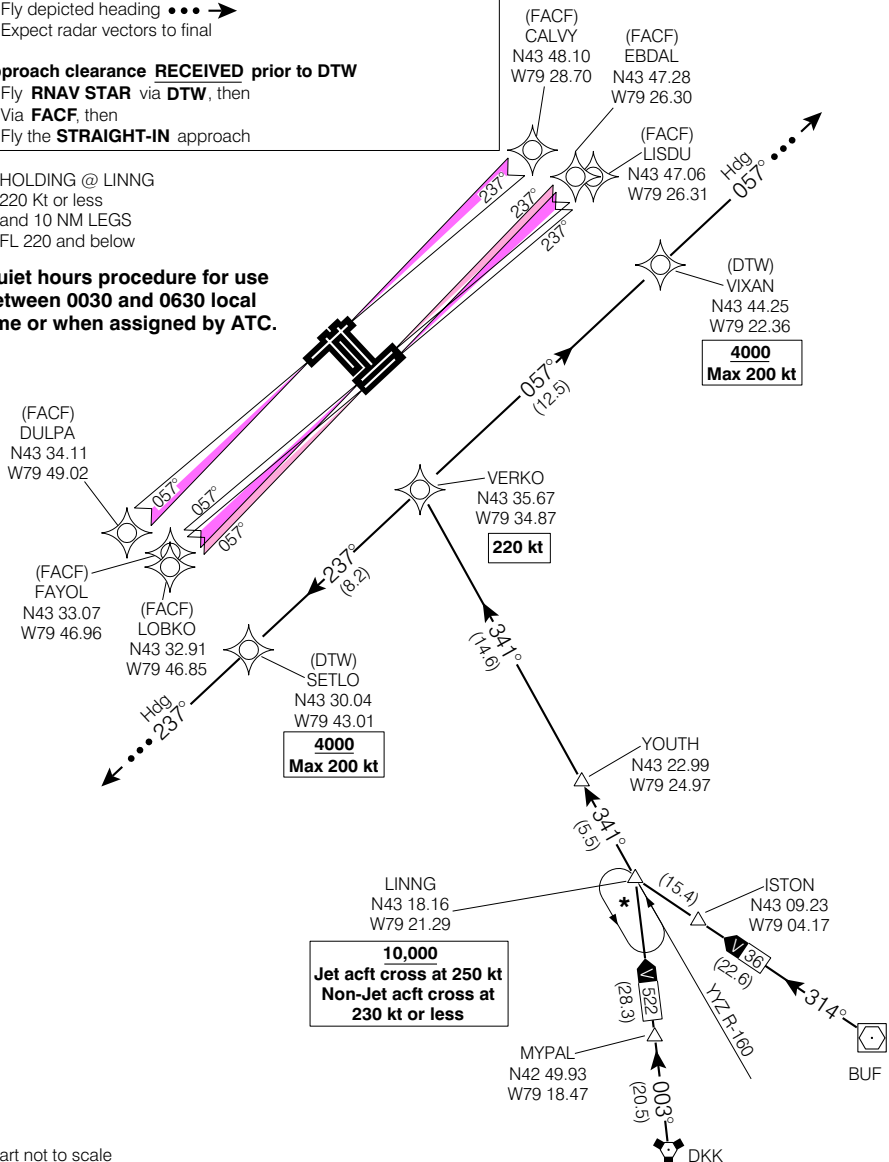 Fly depicted heading
Expect radar vectors to final
proach clearance RECEIVED prior to DTW
Fly RNAV STAR via DTW, then
Via FACF, then
Fly the STRAIGHT-IN approach
HOLDING @ LINNG
220 Kt or less
and 10 NM LEGS
FL 220 and below
uiet hours procedure for use
etween 0030 and 0630 local
me or when assigned by ATC.
(FACF)
CALVY
N43 48.10
W79 28.70
(FACF)
EBDAL
N43 47.28
W79 26.30
(FACF)
LISDU
N43 47.06
W79 26.31
Hdg
057°
237°
237°
237°
(DTW)
VIXAN
N43 44.25
W79 22.36
4000
Max 200 kt
057°
(12.5)
(FACF)
DULPA
N43 34.11
W79 49.02
057°
057°
057°
VERKO
N43 35.67
W79 34.87
220 kt
237°
(8.2)
(FACF)
FAYOL
N43 33.07
W79 46.96
(FACF)
LOBKO
N43 32.91
W79 46.85
(DTW)
SETLO
N43 30.04
W79 43.01
4000
Max 200 kt
Hdg
237°
341°
(14.6)
YOUTH
N43 22.99
W79 24.97
341°
(5.5)
LINNG
N43 18.16
W79 21.29
10,000
Jet acft cross at 250 kt
Non-Jet acft cross at
230 kt or less
*
(15.4)
ISTON
N43 09.23
W79 04.17
V 36
(22.6)
314°
BUF
YYZ R-160
V 522
(28.3)
MYPAL
N42 49.93
W79 18.47
003°
(20.5)
DKK
art not to scale